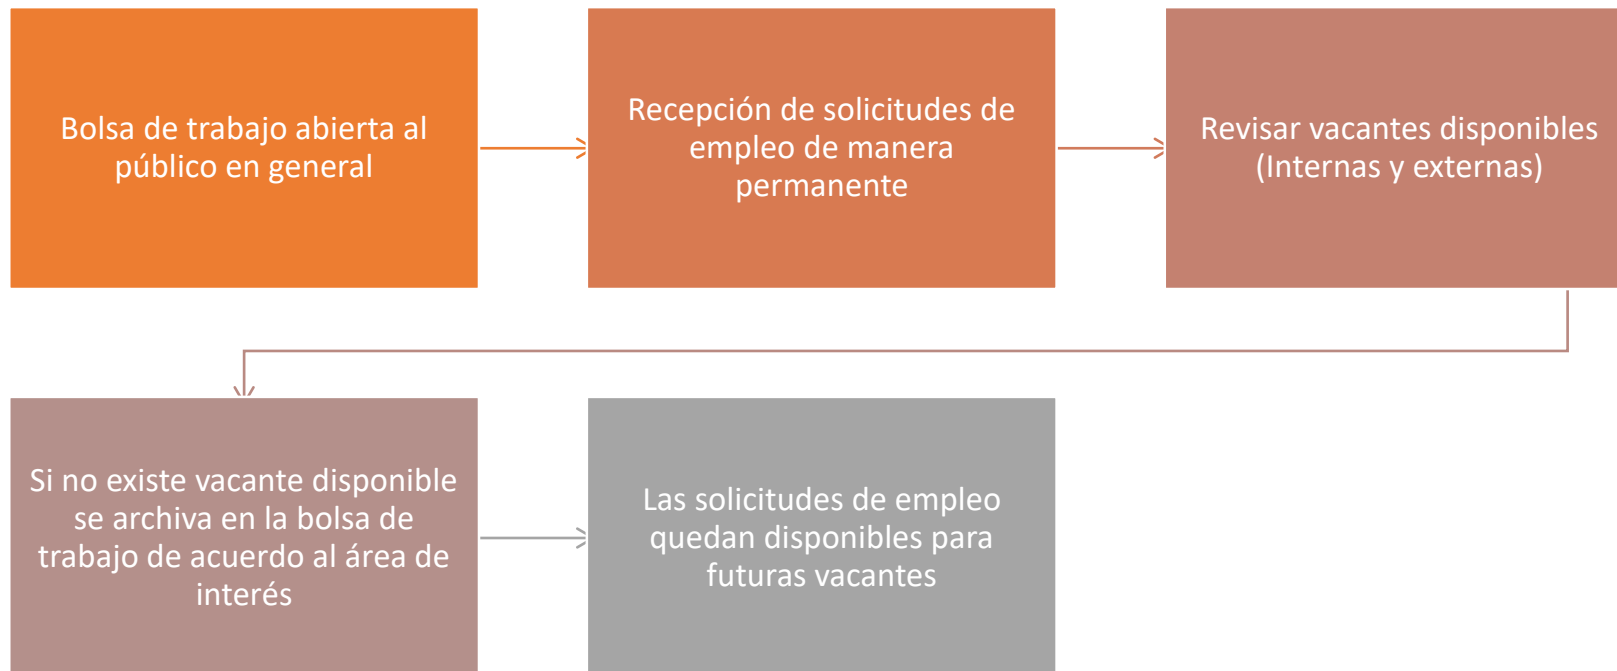 Bolsa de trabajo abierta al
público en general
Recepción de solicitudes de
empleo de manera
permanente
Revisar vacantes disponibles
(Internas y externas)
Si no existe vacante disponible
se archiva en la bolsa de
trabajo de acuerdo al área de
interés
Las solicitudes de empleo
quedan disponibles para
futuras vacantes